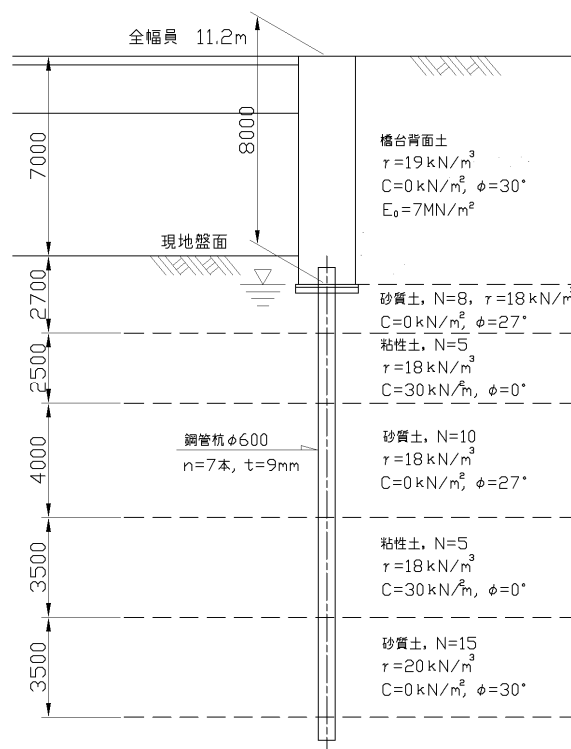 全幅員 11.2m
8000
7000
橋台背面土
γ=19kN/m³
C=0kN/m², φ=30°
E₀=7MN/m²
現地盤面
2700
砂質土, N=8, γ=18kN/m³
C=0kN/m², φ=27°
2500
粘性土, N=5
γ=18kN/m³
C=30kN/m², φ=0°
4000
鋼管杭φ600
n=7本, t=9mm
砂質土, N=10
γ=18kN/m³
C=0kN/m², φ=27°
3500
粘性土, N=5
γ=18kN/m³
C=30kN/m², φ=0°
3500
砂質土, N=15
γ=20kN/m³
C=0kN/m², φ=30°